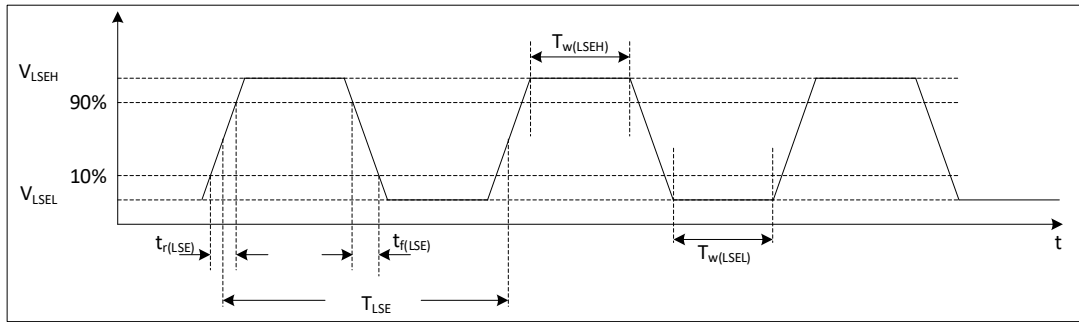 T_w(LSEH)
V_LSEH
90%
10%
V_LSEL
t_r(LSE)
t_f(LSE)
T_w(LSEL)
t
T_LSE